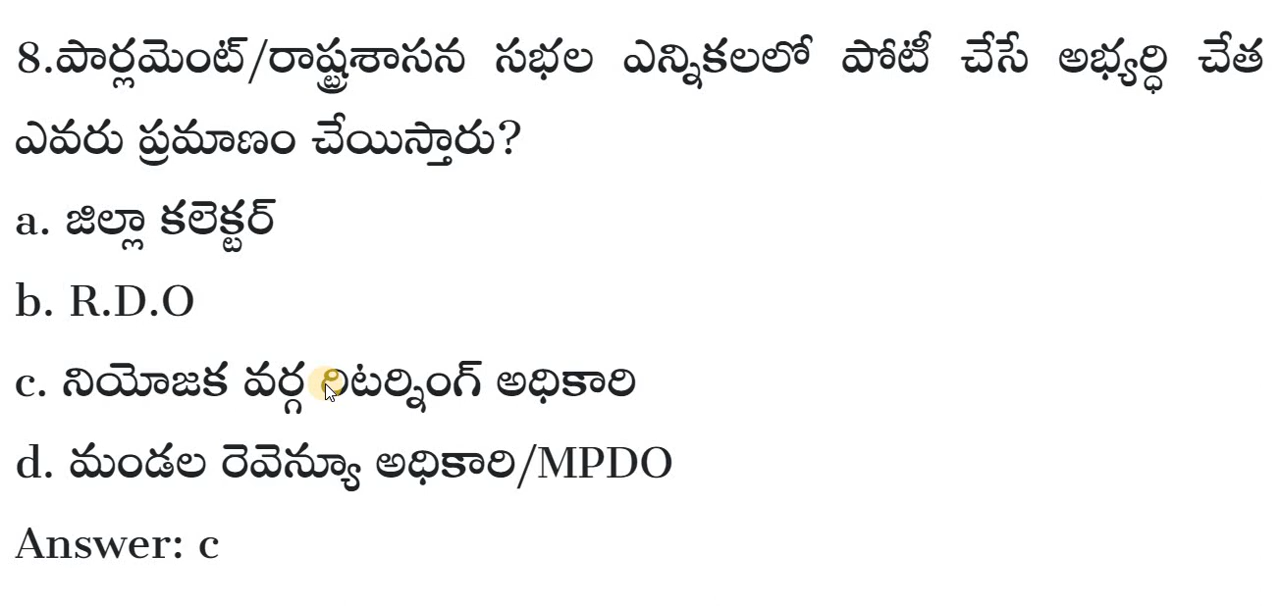 8.పార్లమెంట్/రాష్ట్రశాసన సభల ఎన్నికలలో పోటీ చేసే అభ్యర్ధి చేత
ఎవరు ప్రమాణం చేయిస్తారు?
a. జిల్లా కలెక్టర్
b. R.D.O
c. నియోజక వర్గ రిటర్నింగ్ అధికారి
d. మండల రెవెన్యూ అధికారి/MPDO
Answer: c